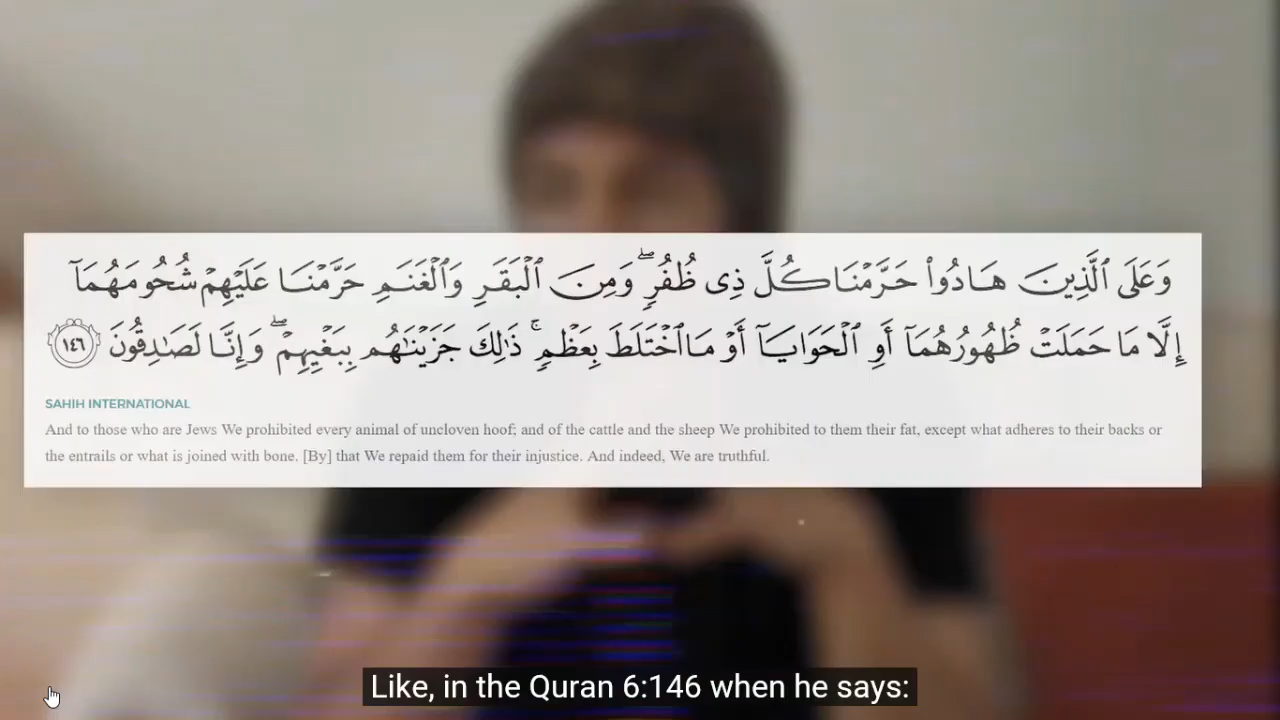 وَعَلَى ٱلَّذِينَ هَادُوا۟ حَرَّمْنَا كُلَّ ذِى ظُفُرٍۢ ۖ وَمِنَ ٱلْبَقَرِ وَٱلْغَنَمِ حَرَّمْنَا عَلَيْهِمْ شُحُومَهُمَآ
إِلَّا مَا حَمَلَتْ ظُهُورُهُمَآ أَوِ ٱلْحَوَايَآ أَوْ مَا ٱخْتَلَطَ بِعَظْمٍۢ ۚ ذَٰلِكَ جَزَيْنَـٰهُم بِبَغْيِهِمْ ۖ وَإِنَّا لَصَـٰدِقُونَ ١٤٦
SAHIH INTERNATIONAL
And to those who are Jews We prohibited every animal of uncloven hoof; and of the cattle and the sheep We prohibited to them their fat, except what adheres to their backs or
the entrails or what is joined with bone. [By] that We repaid them for their injustice. And indeed, We are truthful.
Like, in the Quran 6:146 when he says: